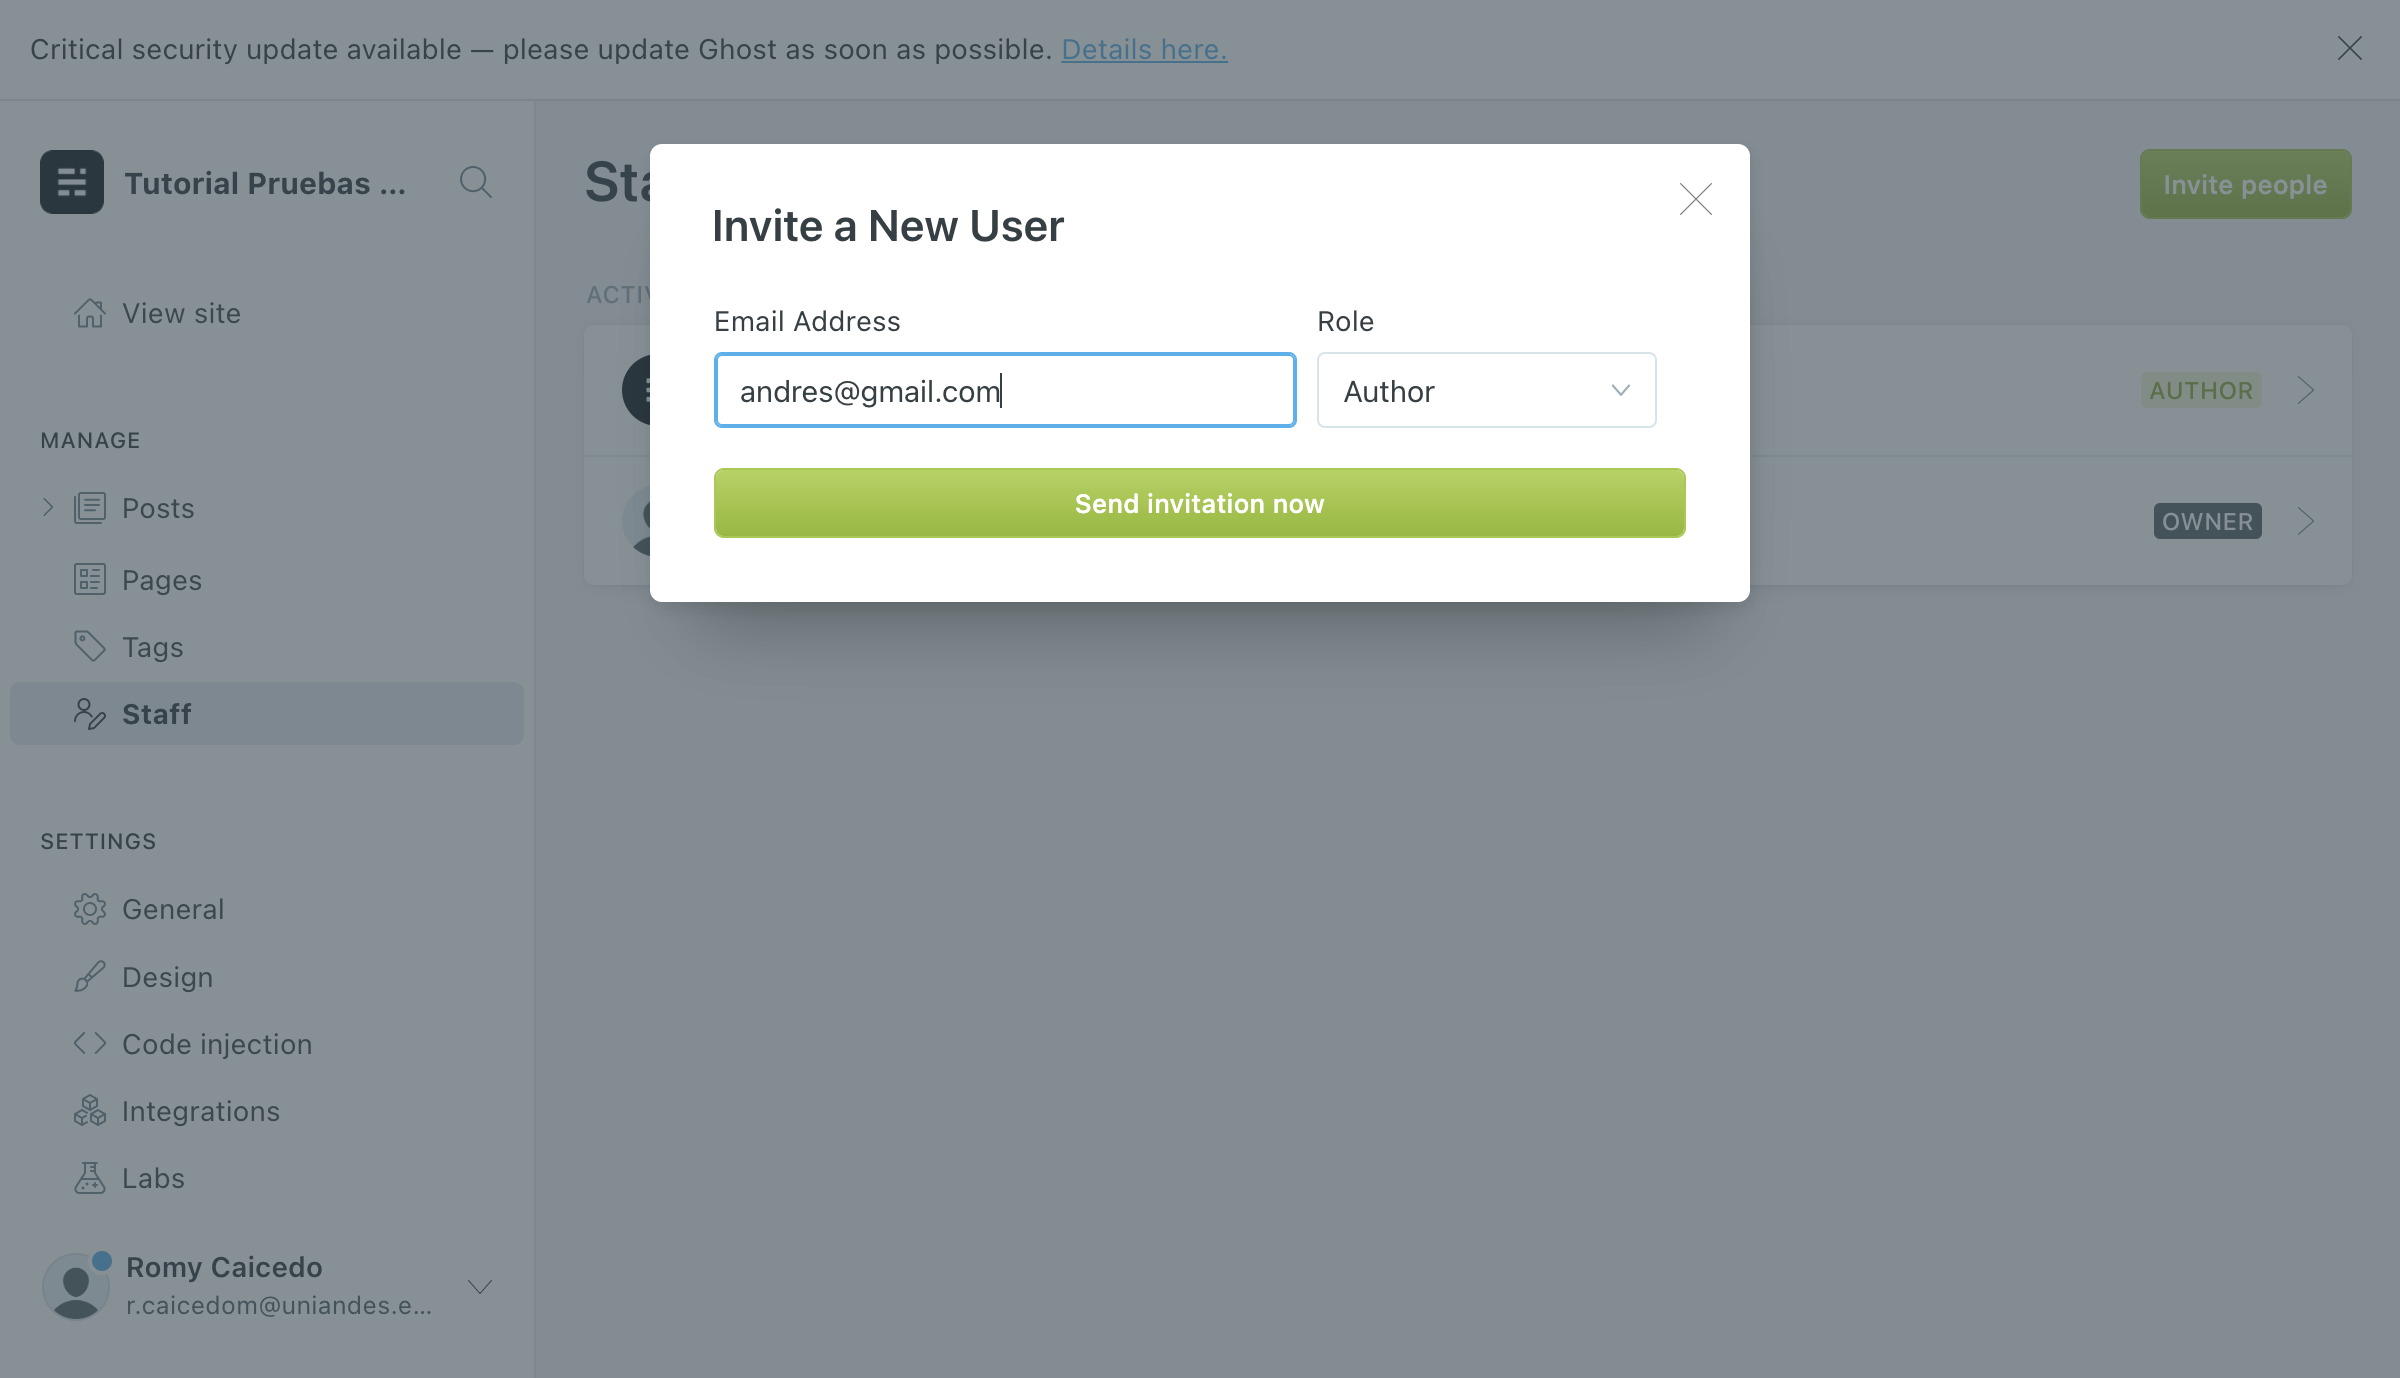 Critical security update available — please update Ghost as soon as possible. Details here.
Tutorial Pruebas ...
View site
MANAGE
Posts
Pages
Tags
Staff
SETTINGS
General
Design
Code injection
Integrations
Labs
Romy Caicedo
r.caicedom@uniandes.e...
Invite people
AUTHOR
OWNER
Invite a New User
Email Address
Role
andres@gmail.com
Author
Send invitation now